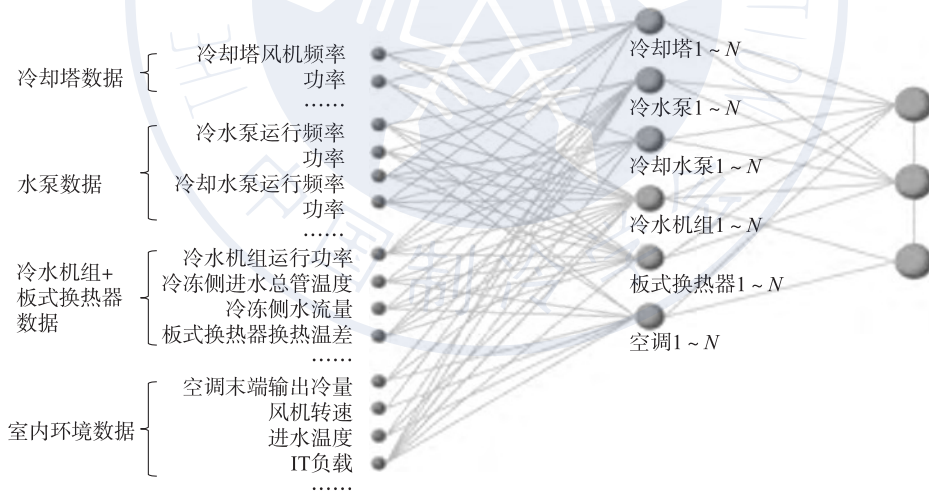 冷却塔数据
冷却塔风机频率
功率
……
水泵数据
冷水泵运行频率
功率
冷却水泵运行频率
功率
……
冷水机组+
板式换热器
数据
冷水机组运行功率
冷冻侧进水总管温度
冷冻侧水流量
板式换热器换热温差
……
室内环境数据
空调末端输出冷量
风机转速
进水温度
IT负载
……
冷却塔1~N
冷水泵1~N
冷却水泵1~N
冷水机组1~N
板式换热器1~N
空调1~N